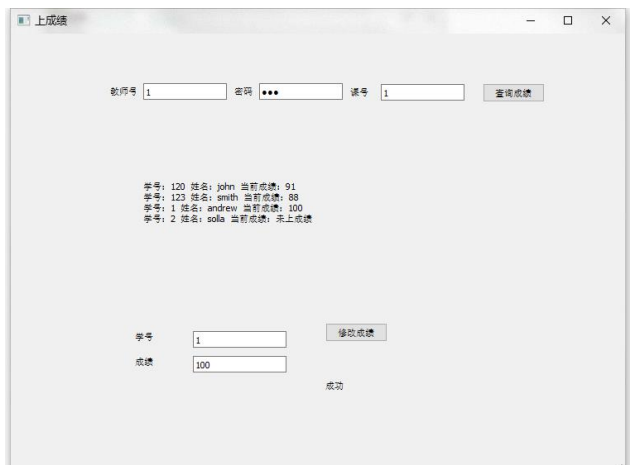 上成绩
教师号 1 密码 ●●● 课号 1 查询成绩
学号：120 姓名：john 当前成绩：91
学号：123 姓名：smith 当前成绩：88
学号：1 姓名：andrew 当前成绩：100
学号：2 姓名：solla 当前成绩：未上成绩
学号 1 修改成绩
成绩 100
成功